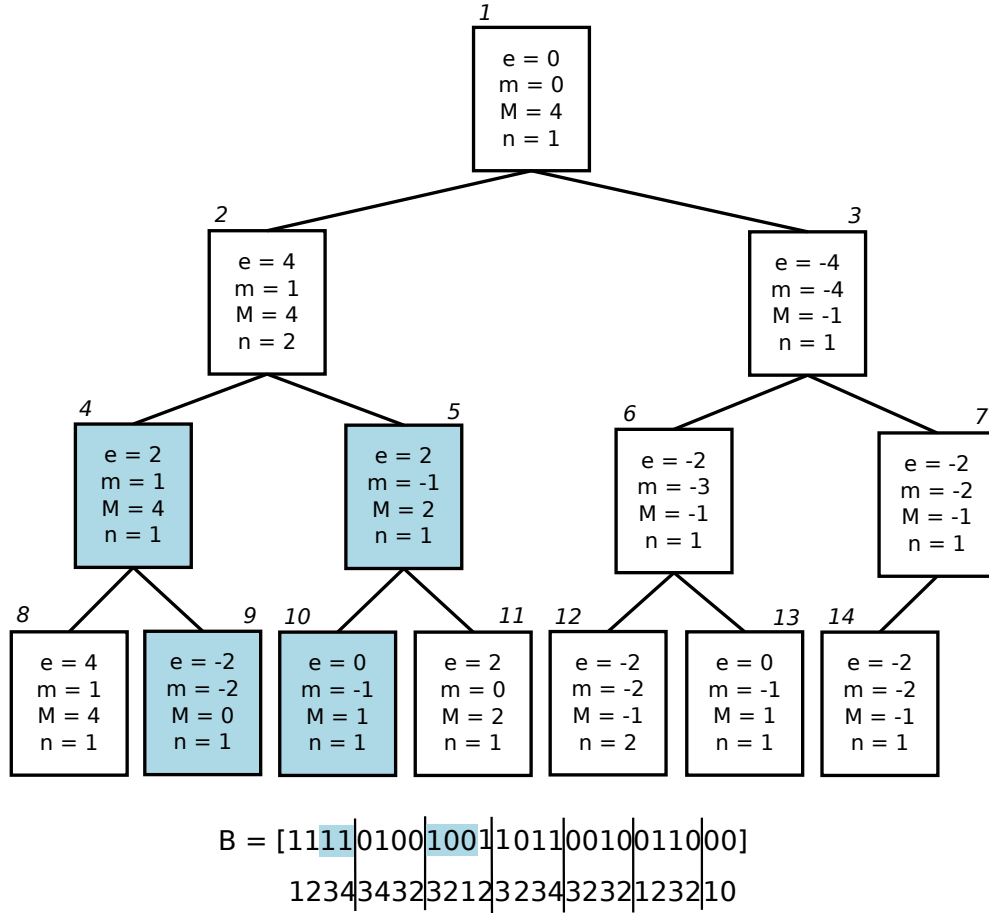 1
e = 0
m = 0
M = 4
n = 1
2
e = 4
m = 1
M = 4
n = 2
3
e = -4
m = -4
M = -1
n = 1
4
e = 2
m = 1
M = 4
n = 1
5
e = 2
m = -1
M = 2
n = 1
6
e = -2
m = -3
M = -1
n = 1
7
e = -2
m = -2
M = -1
n = 1
8
e = 4
m = 1
M = 4
n = 1
9
e = -2
m = -2
M = 0
n = 1
10
e = 0
m = -1
M = 1
n = 1
11
e = 2
m = 0
M = 2
n = 1
12
e = -2
m = -2
M = -1
n = 2
13
e = 0
m = -1
M = 1
n = 1
14
e = -2
m = -2
M = -1
n = 1
B = [1111|0100|1001|1011|0010|0110|00]
1234|3432|3212|3234|3232|1232|10